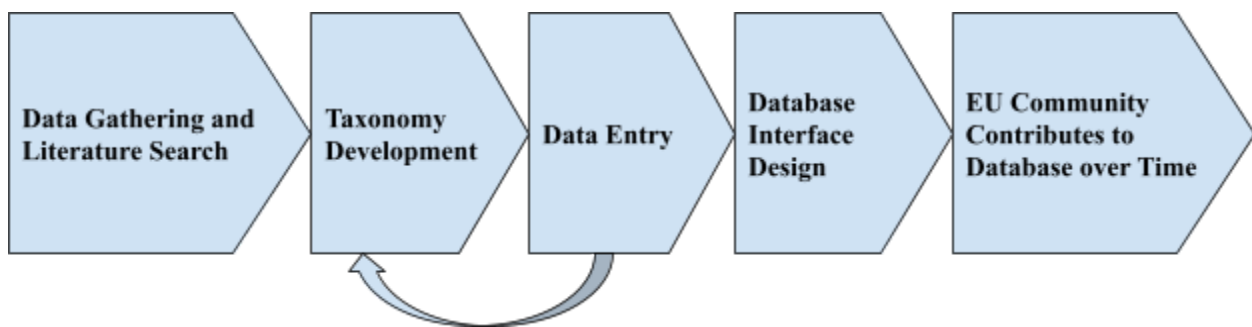 Data Gathering and
Literature Search
Taxonomy
Development
Data Entry
Database
Interface
Design
EU Community
Contributes to
Database over Time